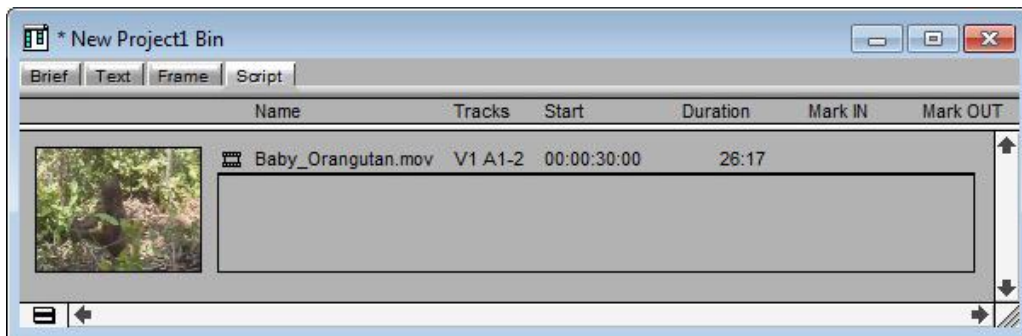 * New Project1 Bin
Brief Text Frame Script
Name Tracks Start Duration Mark IN Mark OUT
Baby_Orangutan.mov V1 A1-2 00:00:30:00 26:17